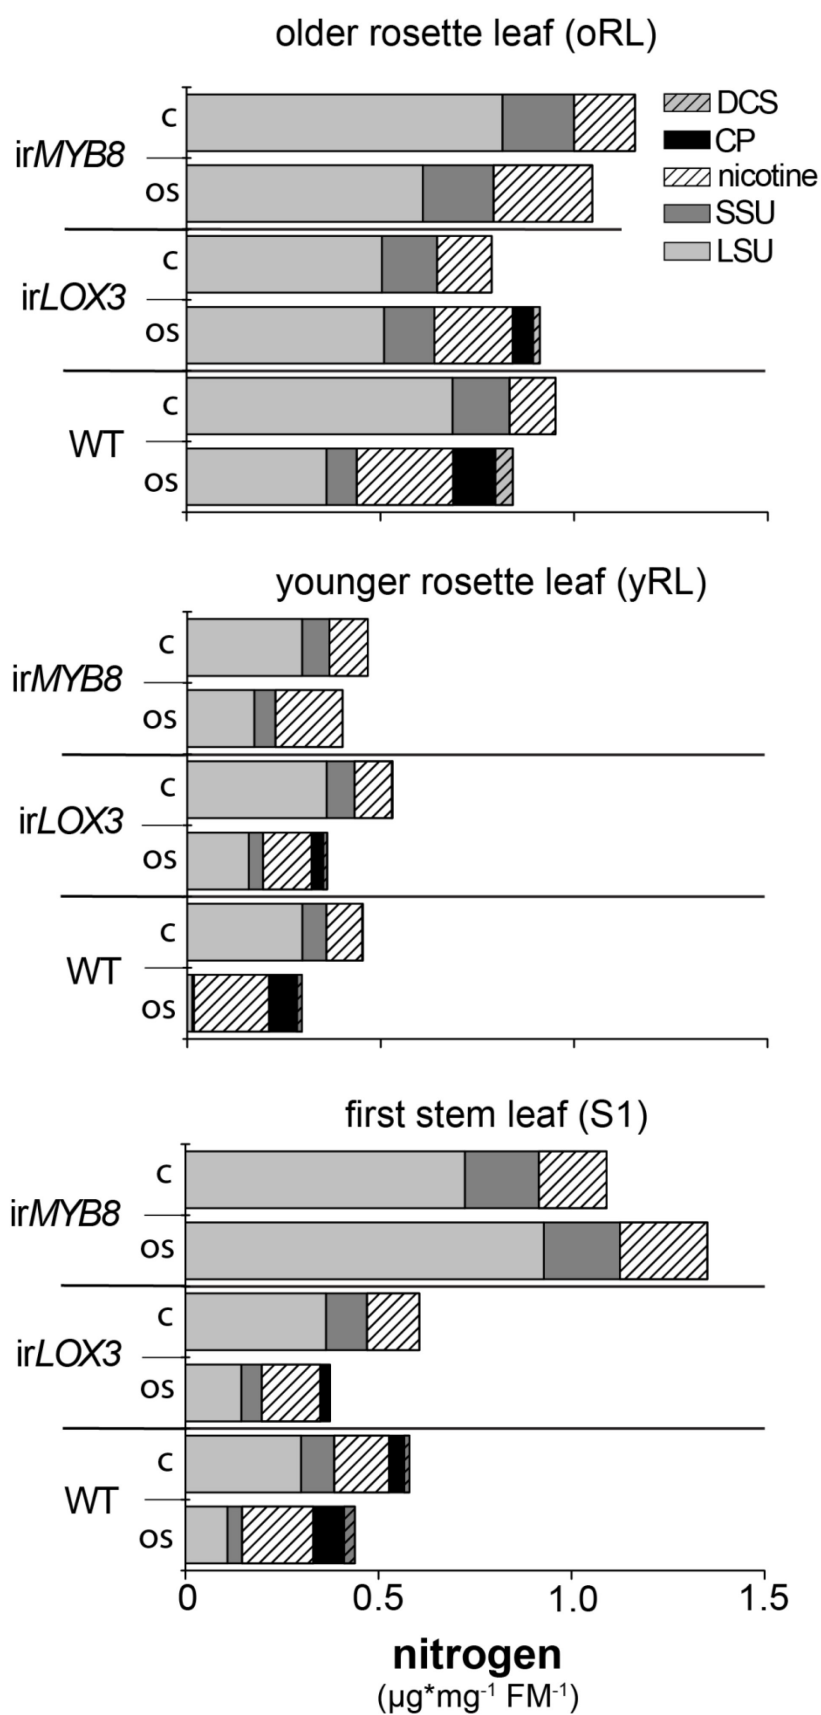 older rosette leaf (oRL)
irMYB8
C
OS
irLOX3
C
OS
WT
C
OS
DCS
CP
nicotine
SSU
LSU
younger rosette leaf (yRL)
irMYB8
C
OS
irLOX3
C
OS
WT
C
OS
first stem leaf (S1)
irMYB8
C
OS
irLOX3
C
OS
WT
C
OS
0 0.5 1.0 1.5
nitrogen
(µg*mg⁻¹ FM⁻¹)